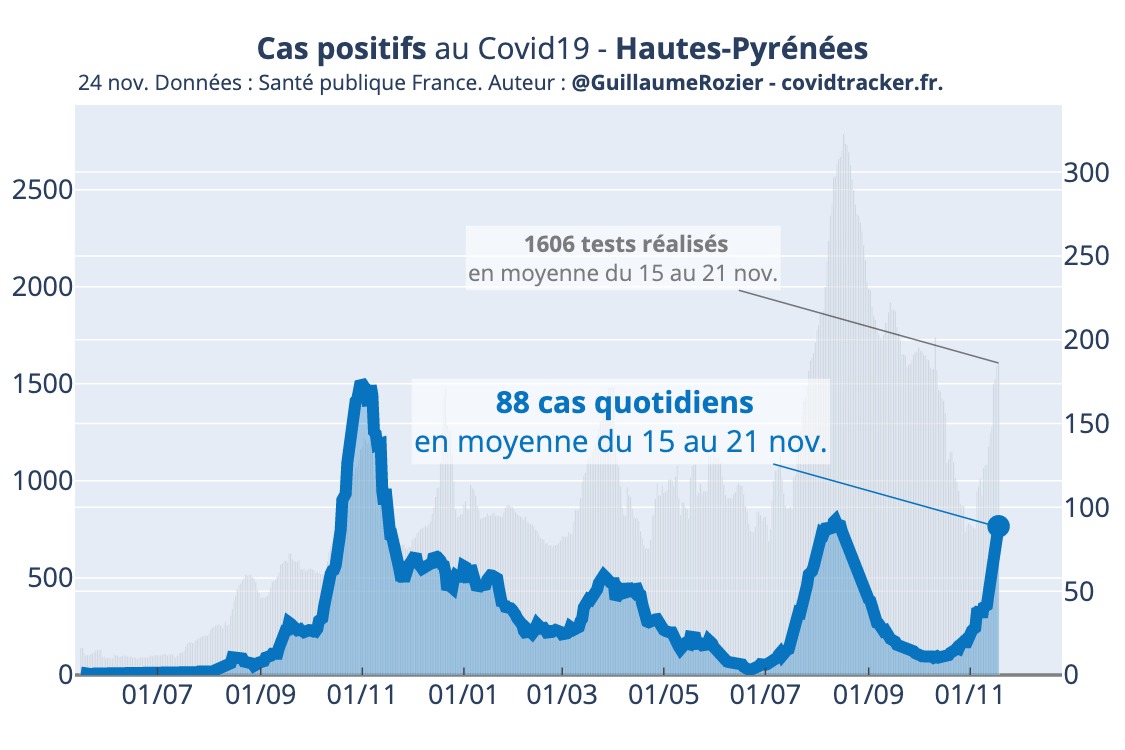 Cas positifs au Covid19 - Hautes-Pyrénées
24 nov. Données : Santé publique France. Auteur : @GuillaumeRozier - covidtracker.fr.
300
2500
1606 tests réalisés
en moyenne du 15 au 21 nov.
250
2000
200
1500
88 cas quotidiens
en moyenne du 15 au 21 nov.
150
1000
100
500
50
0
0
01/07 01/09 01/11 01/01 01/03 01/05 01/07 01/09 01/11